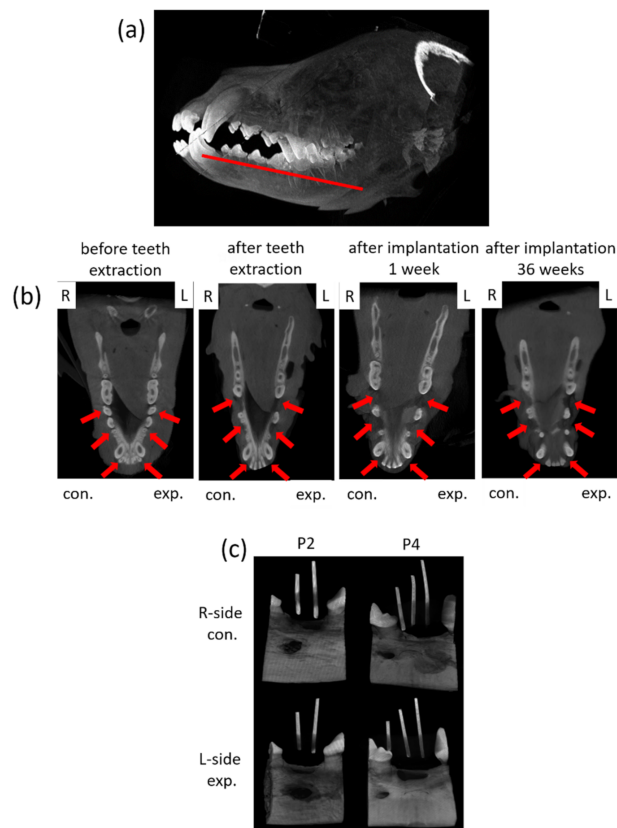 (a)
before teeth extraction
after teeth extraction
after implantation 1 week
after implantation 36 weeks
(b)
R L R L R L R L
con. exp. con. exp. con. exp. con. exp.
(c)
P2 P4
R-side con.
L-side exp.